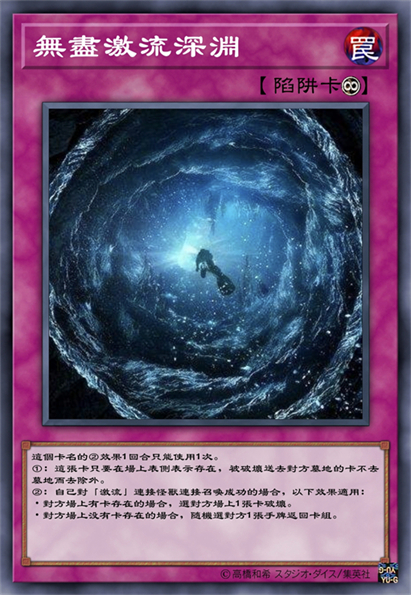 無盡激流深淵
罠
【陷阱卡♾】
這個卡名的②效果1回合只能使用1次。
①：這張卡只要在場上表側表示存在，被破壞送去對方墓地的卡不去
墓地而去除外。
②：自己對「激流」連接怪獸連接召喚成功的場合，以下效果適用：
・對方場上有卡存在的場合，選對方場上1張卡破壞。
・對方場上沒有卡存在的場合，隨機選對方1張手牌返回卡組。
©高橋和希 スタジオ・ダイス/集英社